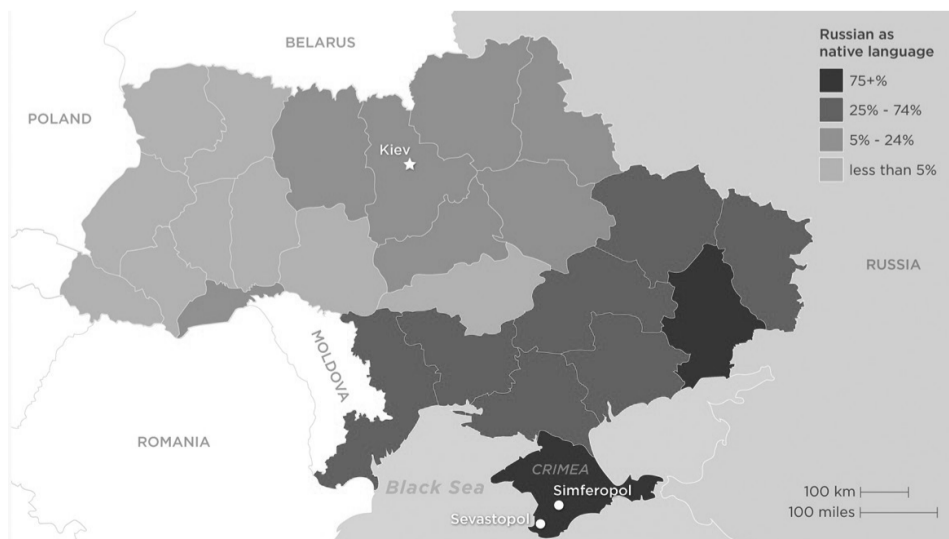 BELARUS
POLAND
Kiev
Russian as
native language
75+%
25% - 74%
5% - 24%
less than 5%
RUSSIA
MOLDOVA
ROMANIA
CRIMEA
Simferopol
Sevastopol
Black Sea
100 km
100 miles